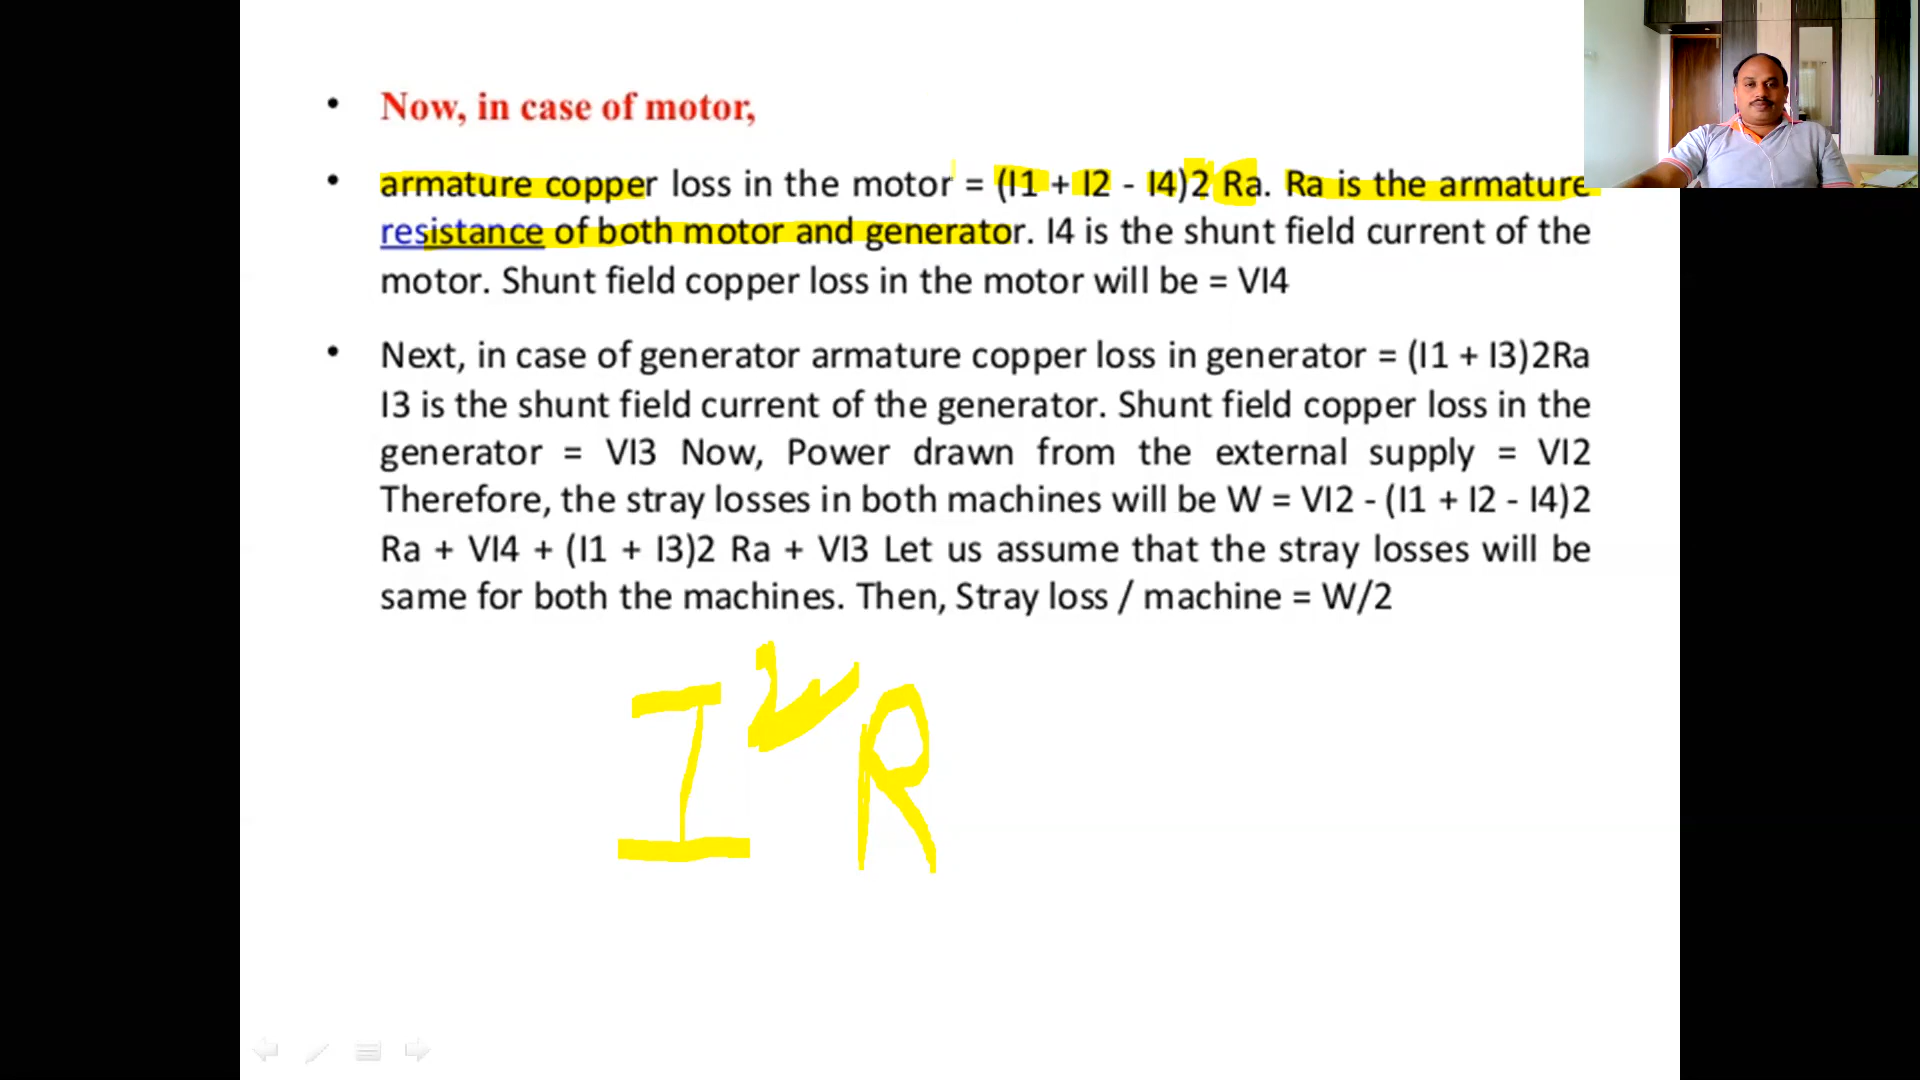 • Now, in case of motor,
• armature copper loss in the motor = (I1 + I2 - I4)2 Ra. Ra is the armature
resistance of both motor and generator. I4 is the shunt field current of the
motor. Shunt field copper loss in the motor will be = VI4
• Next, in case of generator armature copper loss in generator = (I1 + I3)2Ra
I3 is the shunt field current of the generator. Shunt field copper loss in the
generator = VI3 Now, Power drawn from the external supply = VI2
Therefore, the stray losses in both machines will be W = VI2 - (I1 + I2 - I4)2
Ra + VI4 + (I1 + I3)2 Ra + VI3 Let us assume that the stray losses will be
same for both the machines. Then, Stray loss / machine = W/2
I²R